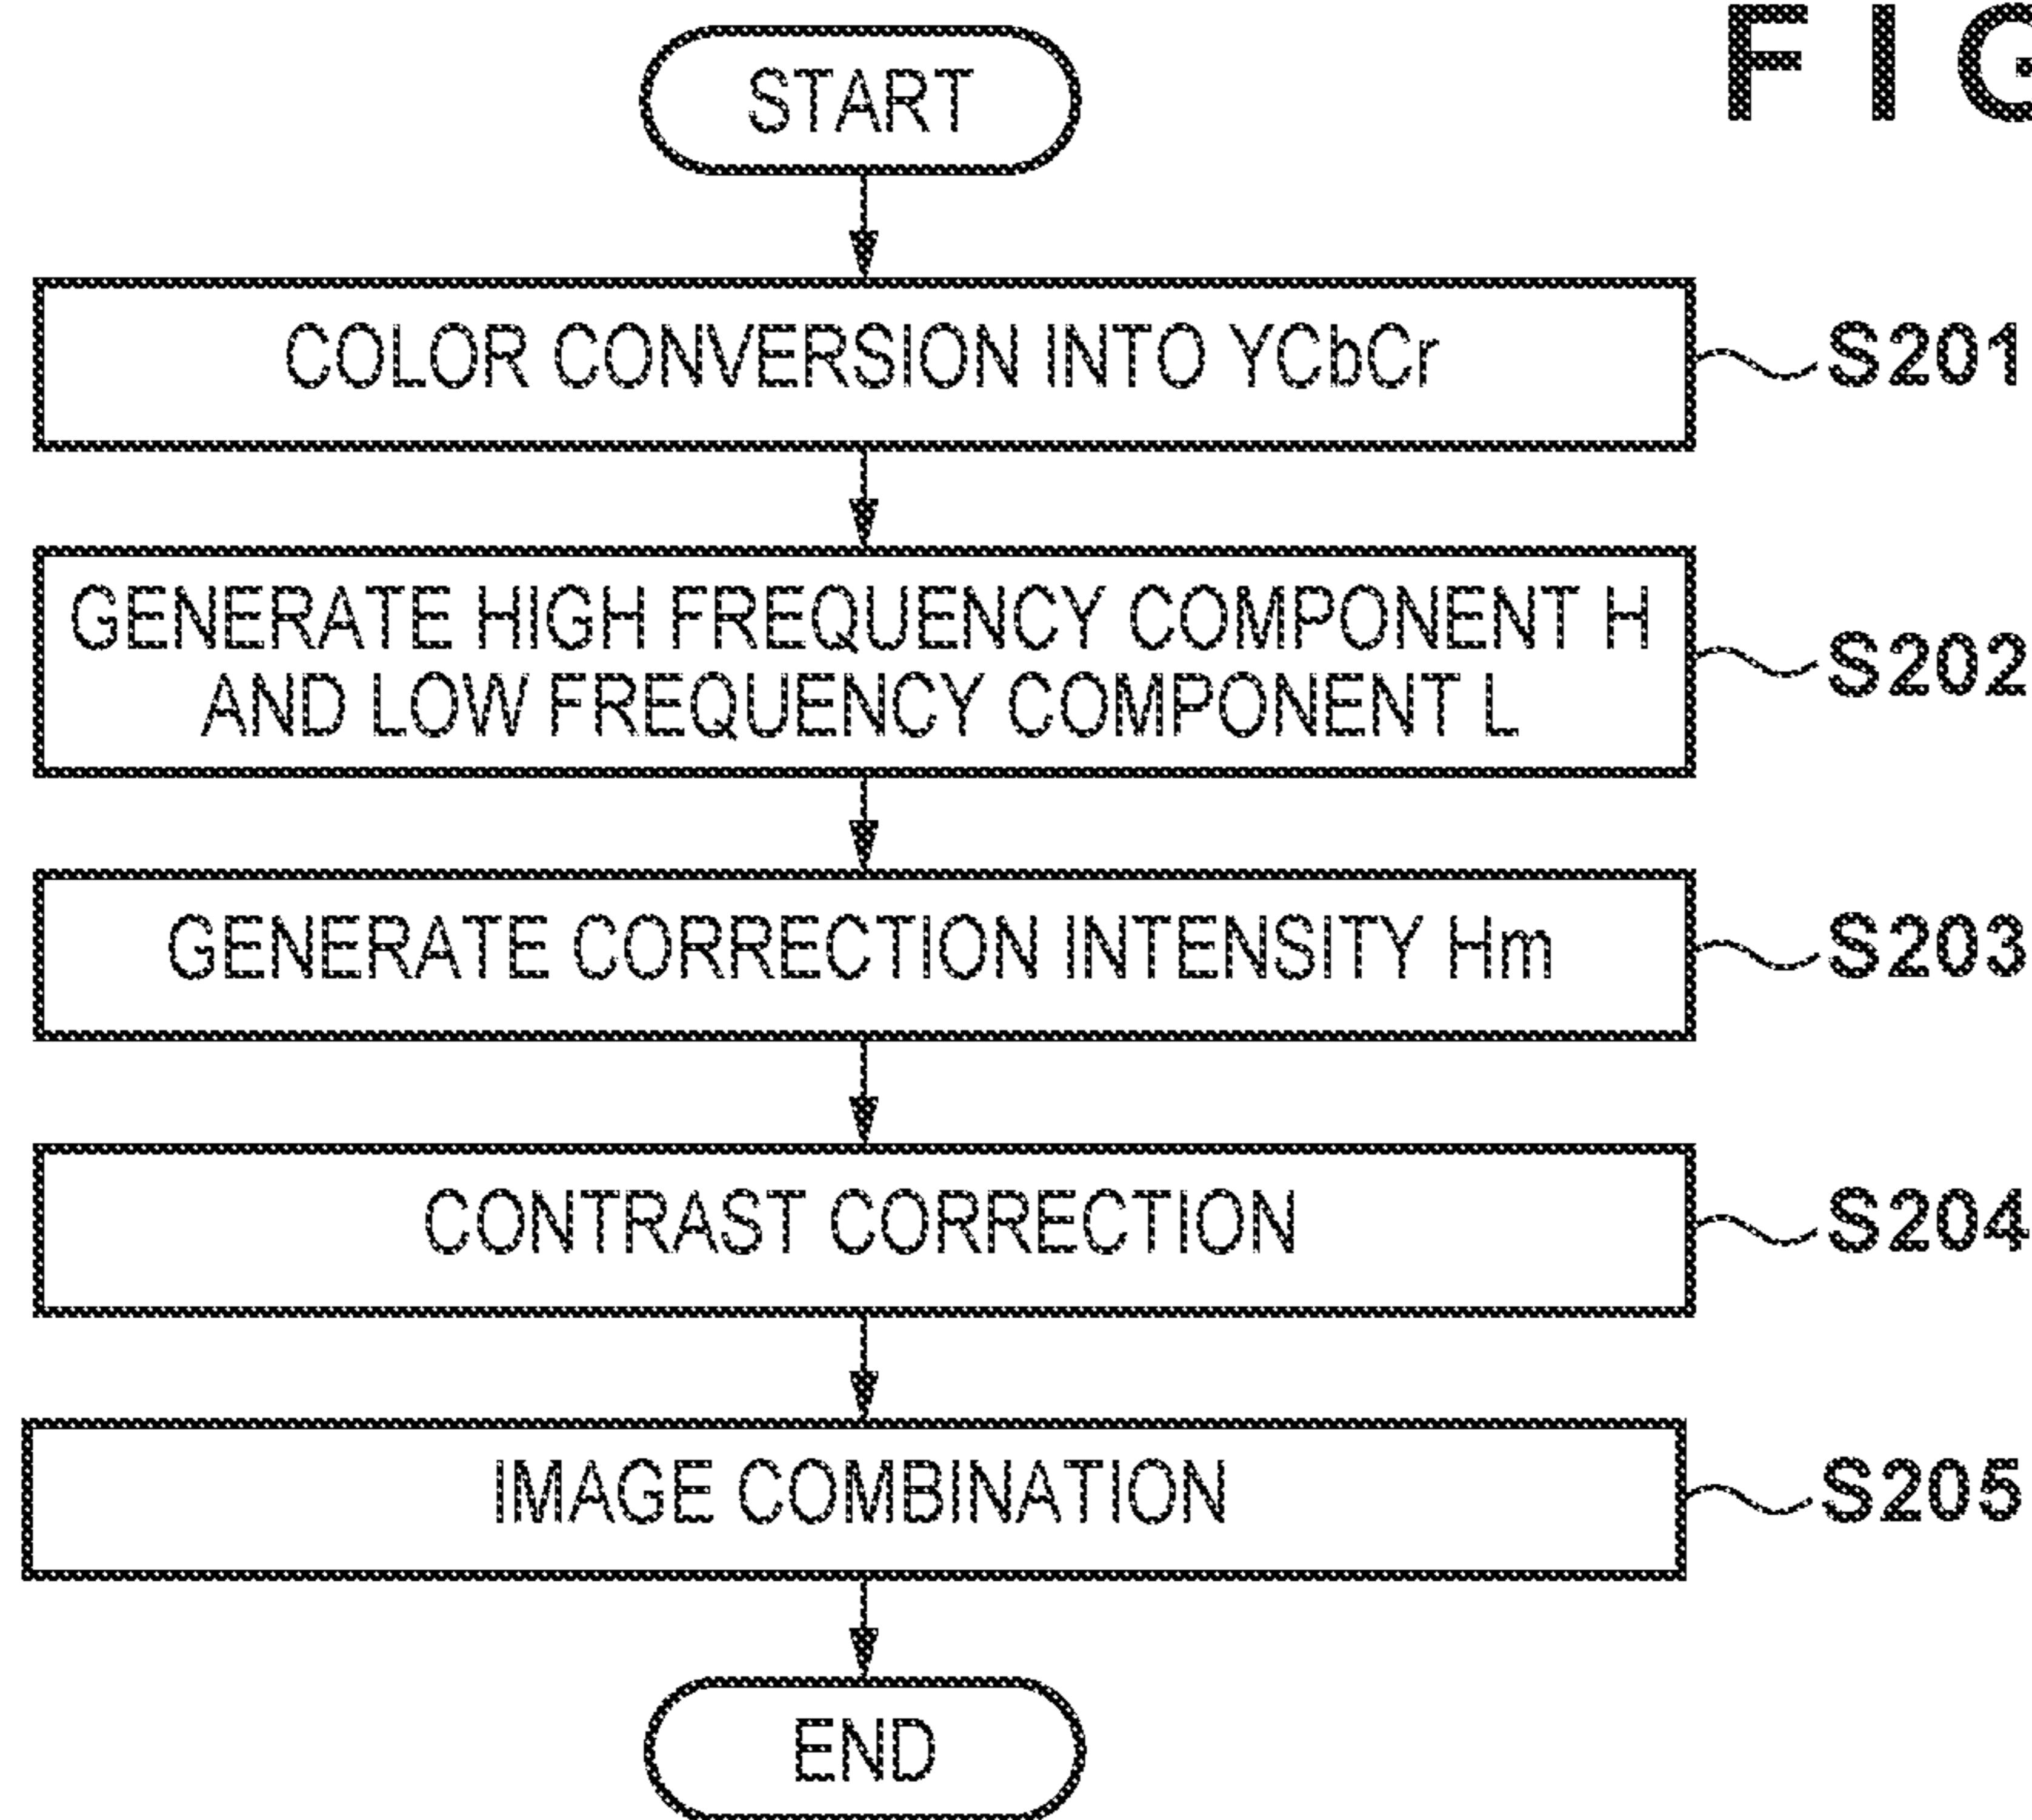 FIG
START
COLOR CONVERSION INTO YCbCr
S201
GENERATE HIGH FREQUENCY COMPONENT H
AND LOW FREQUENCY COMPONENT L
S202
GENERATE CORRECTION INTENSITY Hm
S203
CONTRAST CORRECTION
S204
IMAGE COMBINATION
S205
END